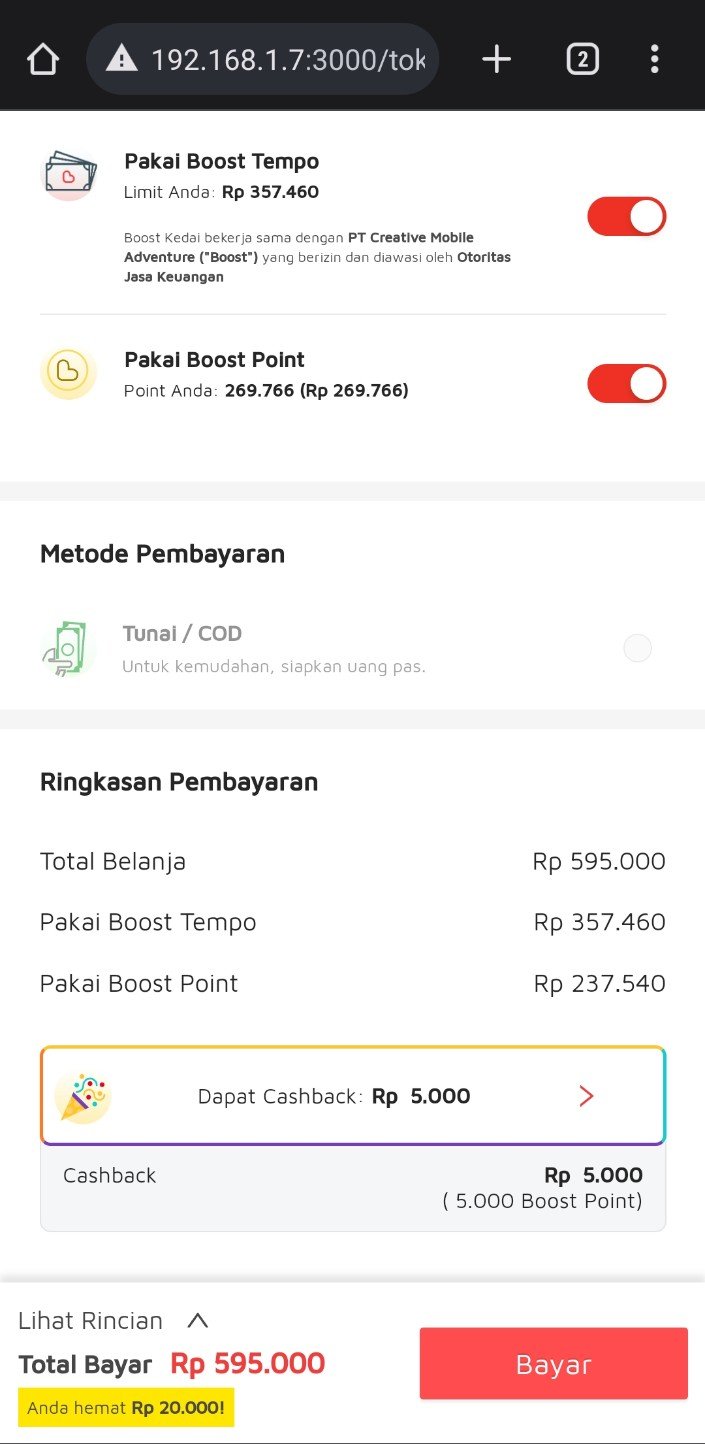 192.168.1.7:3000/tok
2
Pakai Boost Tempo
Limit Anda: Rp 357.460
Boost Kedai bekerja sama dengan PT Creative Mobile
Adventure ("Boost") yang berizin dan diawasi oleh Otoritas
Jasa Keuangan
Pakai Boost Point
Point Anda: 269.766 (Rp 269.766)
Metode Pembayaran
Tunai / COD
Untuk kemudahan, siapkan uang pas.
Ringkasan Pembayaran
Total Belanja Rp 595.000
Pakai Boost Tempo Rp 357.460
Pakai Boost Point Rp 237.540
Dapat Cashback: Rp 5.000
Cashback Rp 5.000
( 5.000 Boost Point)
Lihat Rincian
Total Bayar Rp 595.000
Bayar
Anda hemat Rp 20.000!